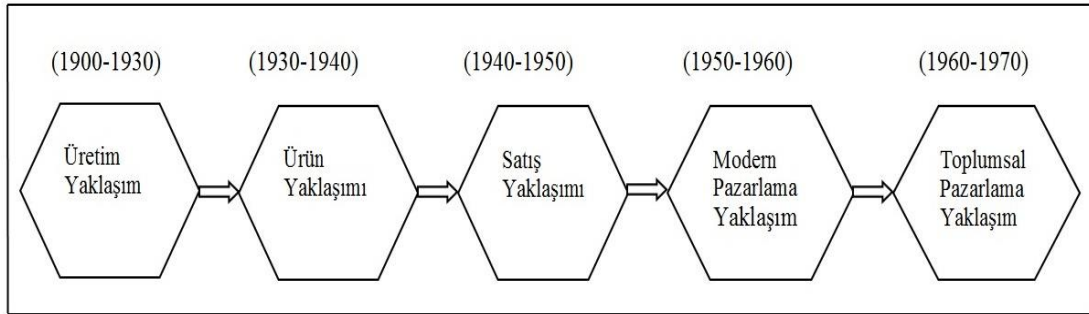 (1900-1930)
(1930-1940)
(1940-1950)
(1950-1960)
(1960-1970)
Üretim
Yaklaşım
Ürün
Yaklaşımı
Satış
Yaklaşımı
Modern
Pazarlama
Yaklaşım
Toplumsal
Pazarlama
Yaklaşım